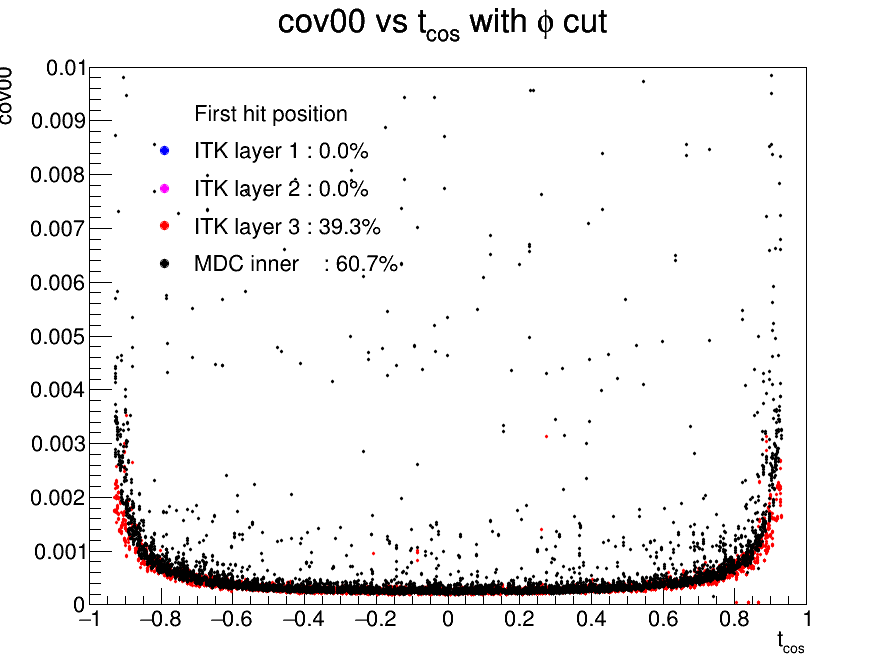 cov00 vs t_cos with ϕ cut
cov00
0.01
0.009
0.008
0.007
0.006
0.005
0.004
0.003
0.002
0.001
0
First hit position
ITK layer 1 : 0.0%
ITK layer 2 : 0.0%
ITK layer 3 : 39.3%
MDC inner : 60.7%
−1 −0.8 −0.6 −0.4 −0.2 0 0.2 0.4 0.6 0.8 1
t_cos